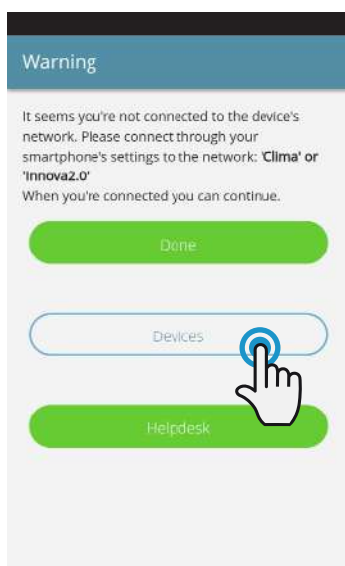 Warning
It seems you're not connected to the device's
network. Please connect through your
smartphone's settings to the network: 'Clima' or
'Innova2.0'
When you're connected you can continue.
Done
Devices
Helpdesk